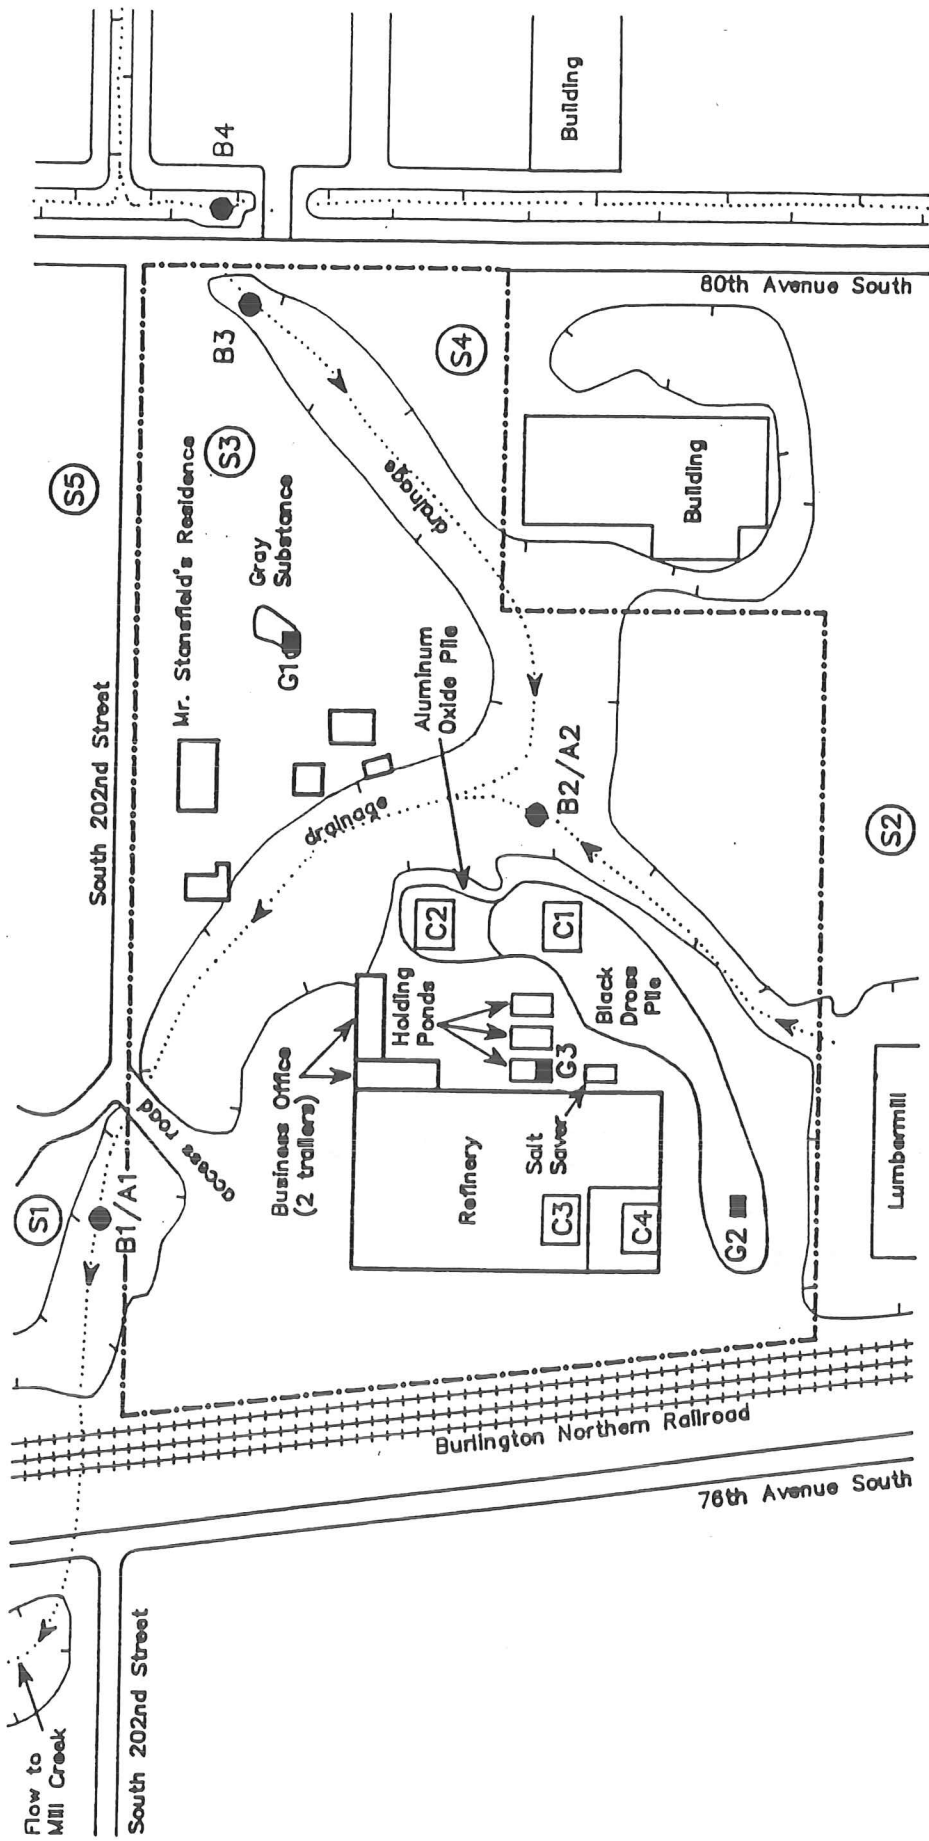 Flow to
Mill Creek
South 202nd Street
S1
B1/A1
access road
South 202nd Street
S5
Mr. Stansfield's Residence
S3
Gray
Substance
G1
B3
B4
drainage
drainage
S4
Building
Building
80th Avenue South
Aluminum
Oxide Pile
B2/A2
Business Office
(2 trailers)
Holding
Ponds
C2
C1
Black
Dross
Pile
G3
Salt
Saver
Refinery
C3
C4
G2
S2
Lumbermill
Burlington Northern Railroad
76th Avenue South